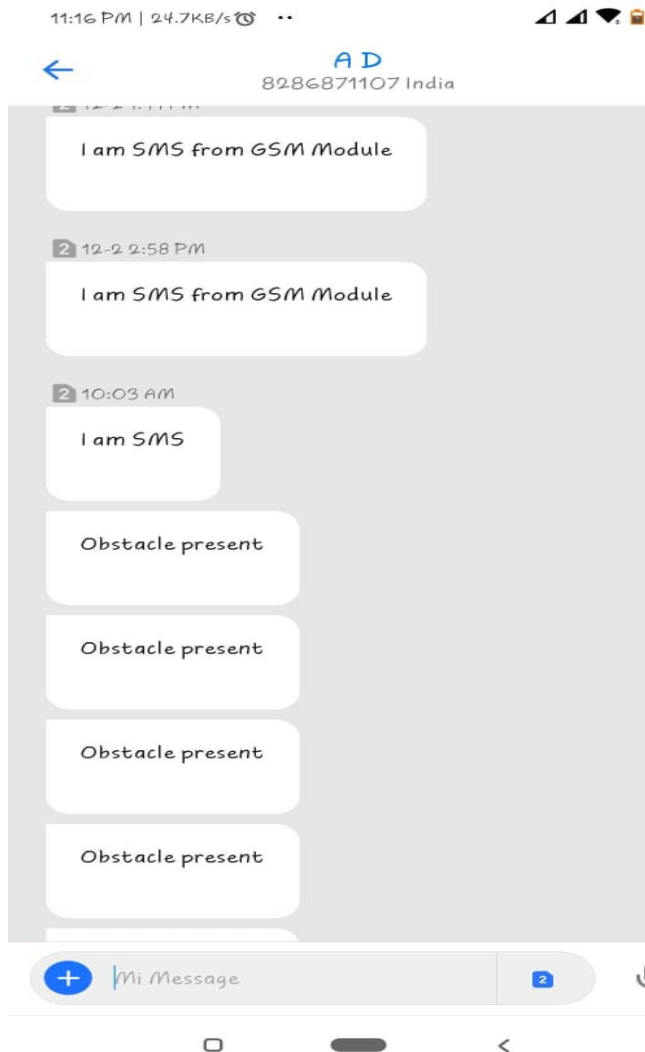 11:16 PM | 24.7KB/s
A D
8286871107 India
I am SMS from GSM Module
2 12-2 2:58 PM
I am SMS from GSM Module
2 10:03 AM
I am SMS
Obstacle present
Obstacle present
Obstacle present
Obstacle present
Mi Message
2